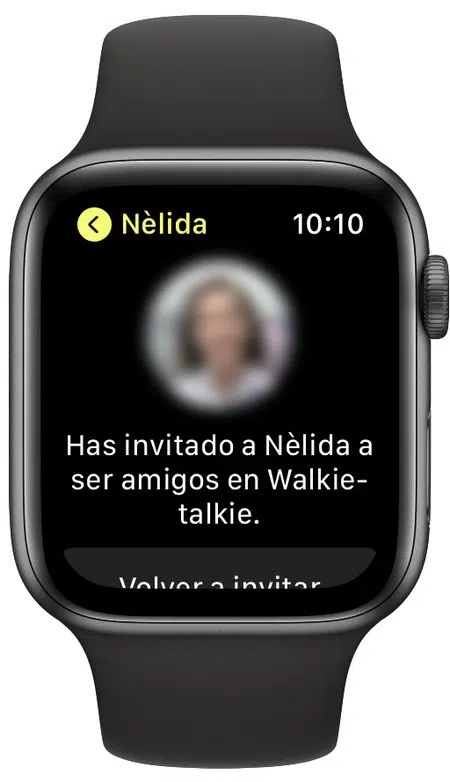 Nèlida 10:10
Has invitado a Nèlida a
ser amigos en Walkie-
talkie.
Volver a invitar